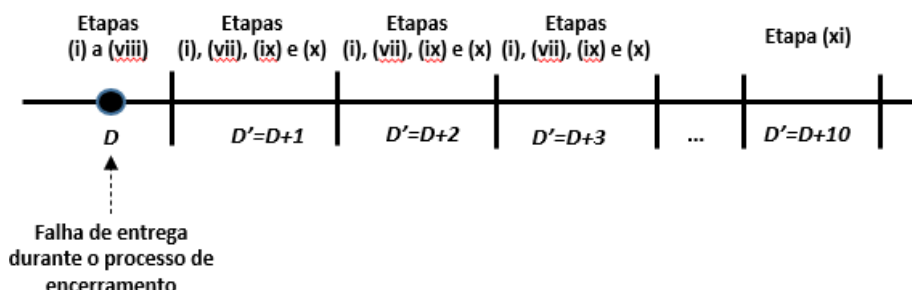 Etapas
(i) a (viii)
Etapas
(i), (vii), (ix) e (x)
Etapas
(i), (vii), (ix) e (x)
Etapas
(i), (vii), (ix) e (x)
Etapa (xi)
D
D'=D+1
D'=D+2
D'=D+3
...
D'=D+10
Falha de entrega
durante o processo de
encerramento